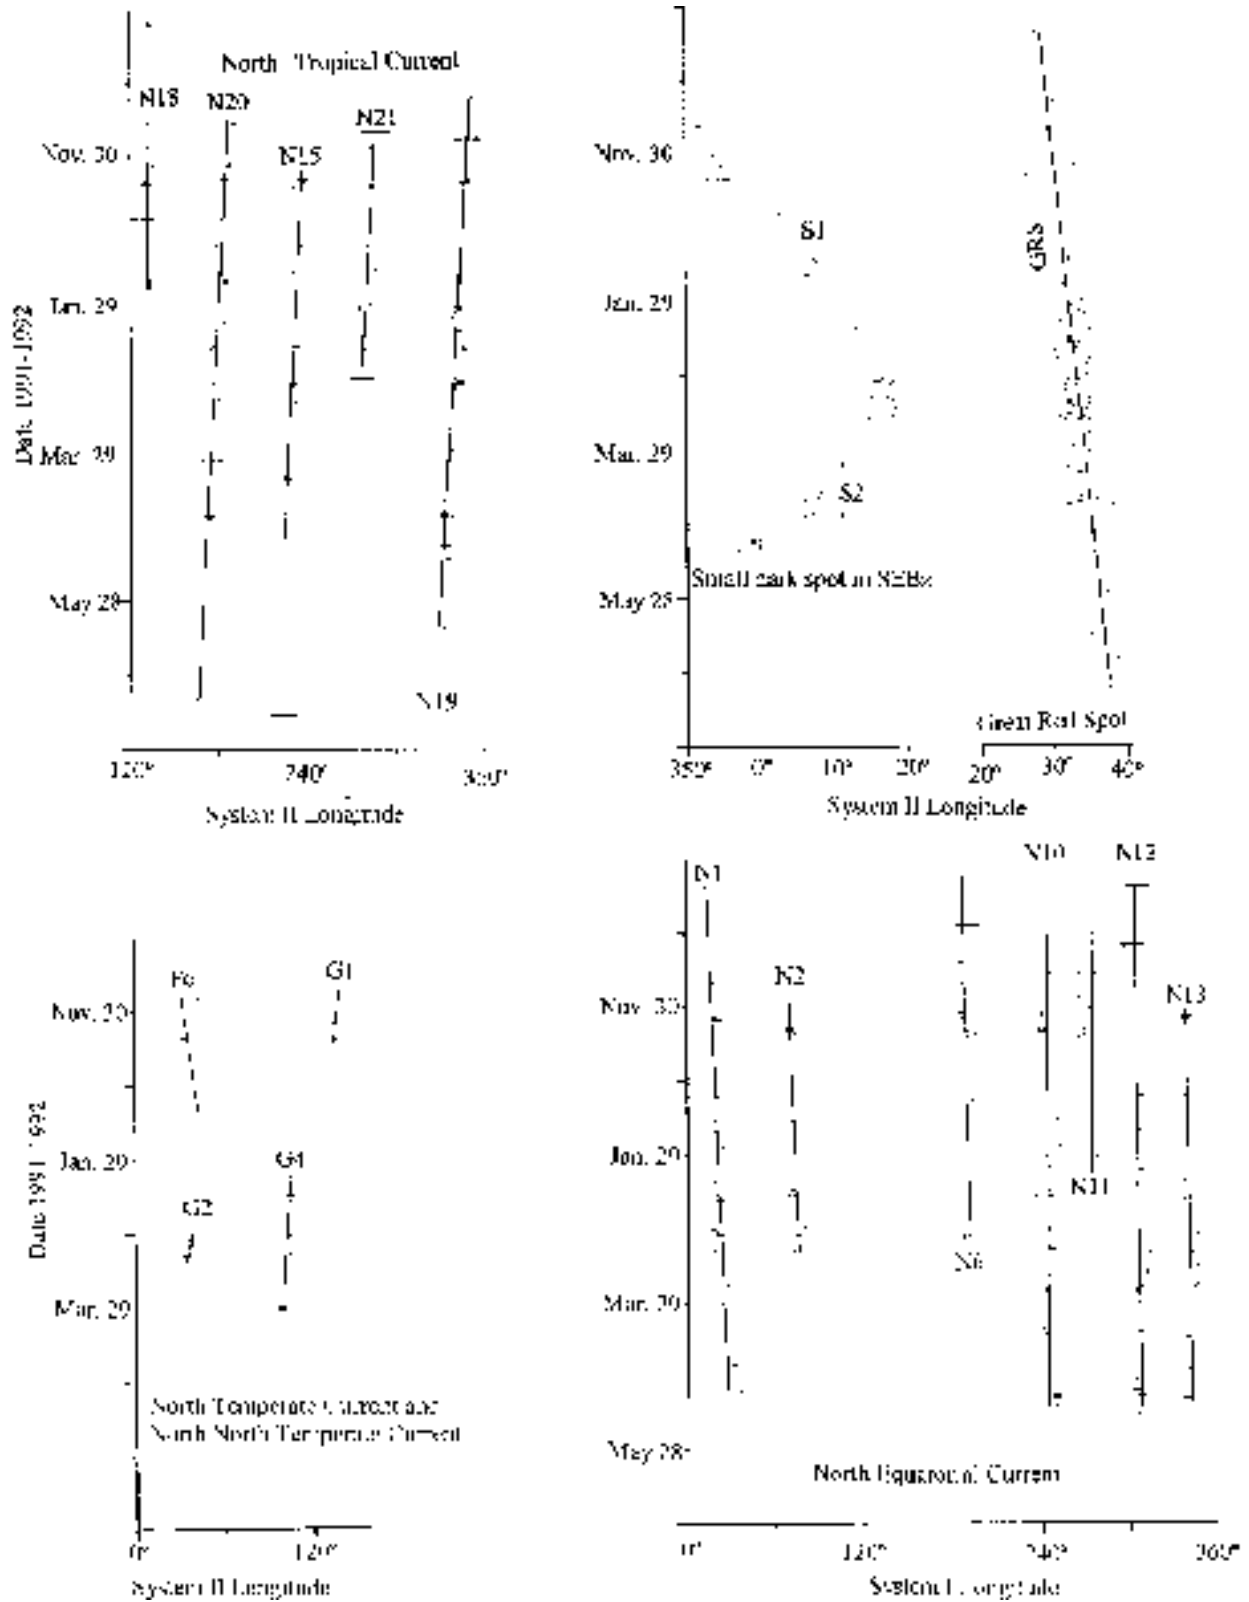 North Tropical Current
N18
N20
N15
N21
Nov. 30
Jan. 29
Mar. 29
May 28
Date 1991-1992
N19
120° 240° 360°
System II Longitude
Nov. 30
Jan. 29
Mar. 29
May 28
S1
S2
GRS
Small dark spot in SEBz
Great Red Spot
350° 0° 10° 20° 20° 30° 40°
System II Longitude
Fe
G1
Nov. 30
Jan. 29
Mar. 29
Date 1991-1992
G4
G2
North Temperate Current and
North North Temperate Current
0° 120°
System II Longitude
N1
N2
N10
N12
N13
N11
N6
Nov. 30
Jan. 29
Mar. 29
May 28
North Equatorial Current
0° 120° 240° 360°
System I Longitude